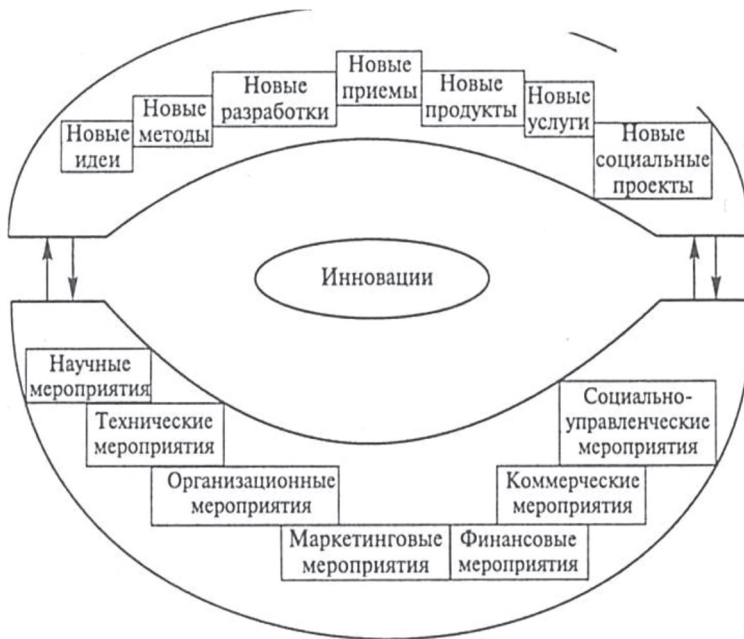 Новые
идеи
Новые
методы
Новые
разработки
Новые
приемы
Новые
продукты
Новые
услуги
Новые
социальные
проекты
Инновации
Научные
мероприятия
Технические
мероприятия
Организационные
мероприятия
Маркетинговые
мероприятия
Финансовые
мероприятия
Коммерческие
мероприятия
Социально-
управленческие
мероприятия